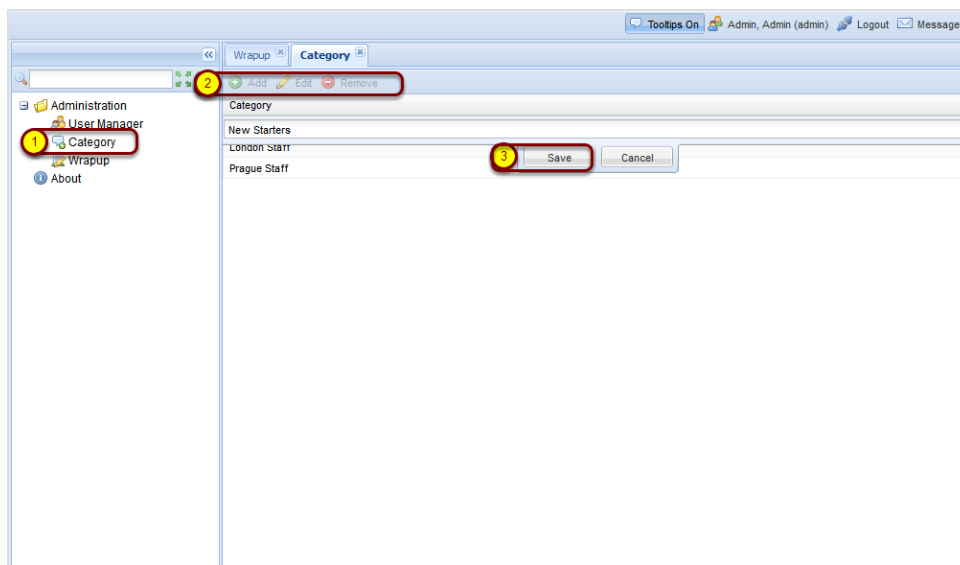 Tooltips On Admin, Admin (admin) Logout Message
Wrapup Category
2 Add Edit Remove
Administration
Category
User Manager
New Starters
1 Category
London Staff
3 Save Cancel
Wrapup
Prague Staff
About